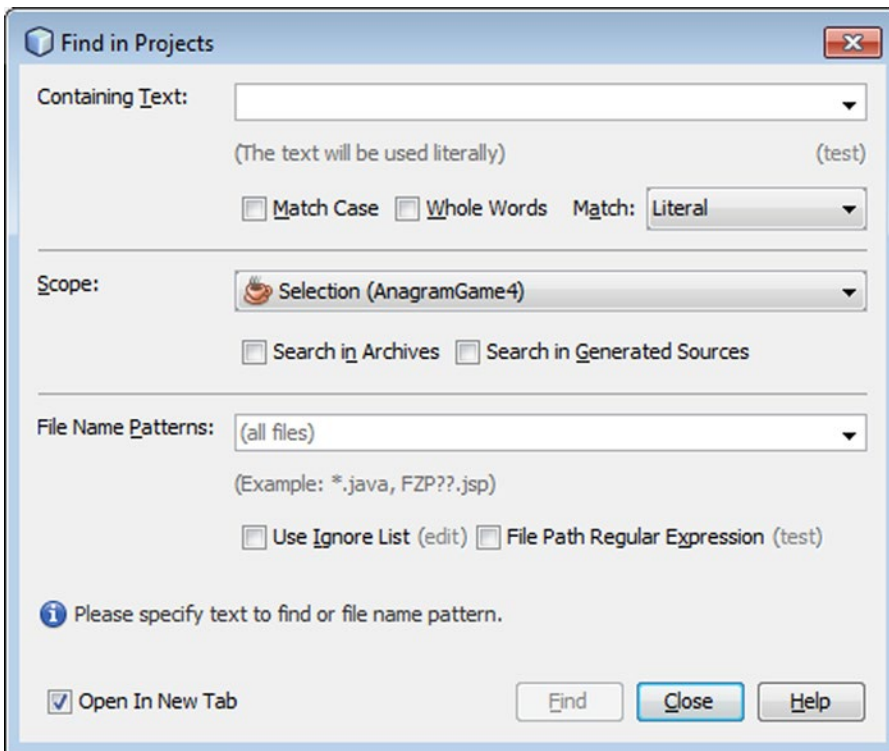 Find in Projects
Containing Text:
(The text will be used literally) (test)
Match Case Whole Words Match: Literal
Scope: Selection (AnagramGame4)
Search in Archives Search in Generated Sources
File Name Patterns: (all files)
(Example: *.java, FZP??.jsp)
Use Ignore List (edit) File Path Regular Expression (test)
Please specify text to find or file name pattern.
Open In New Tab Find Close Help